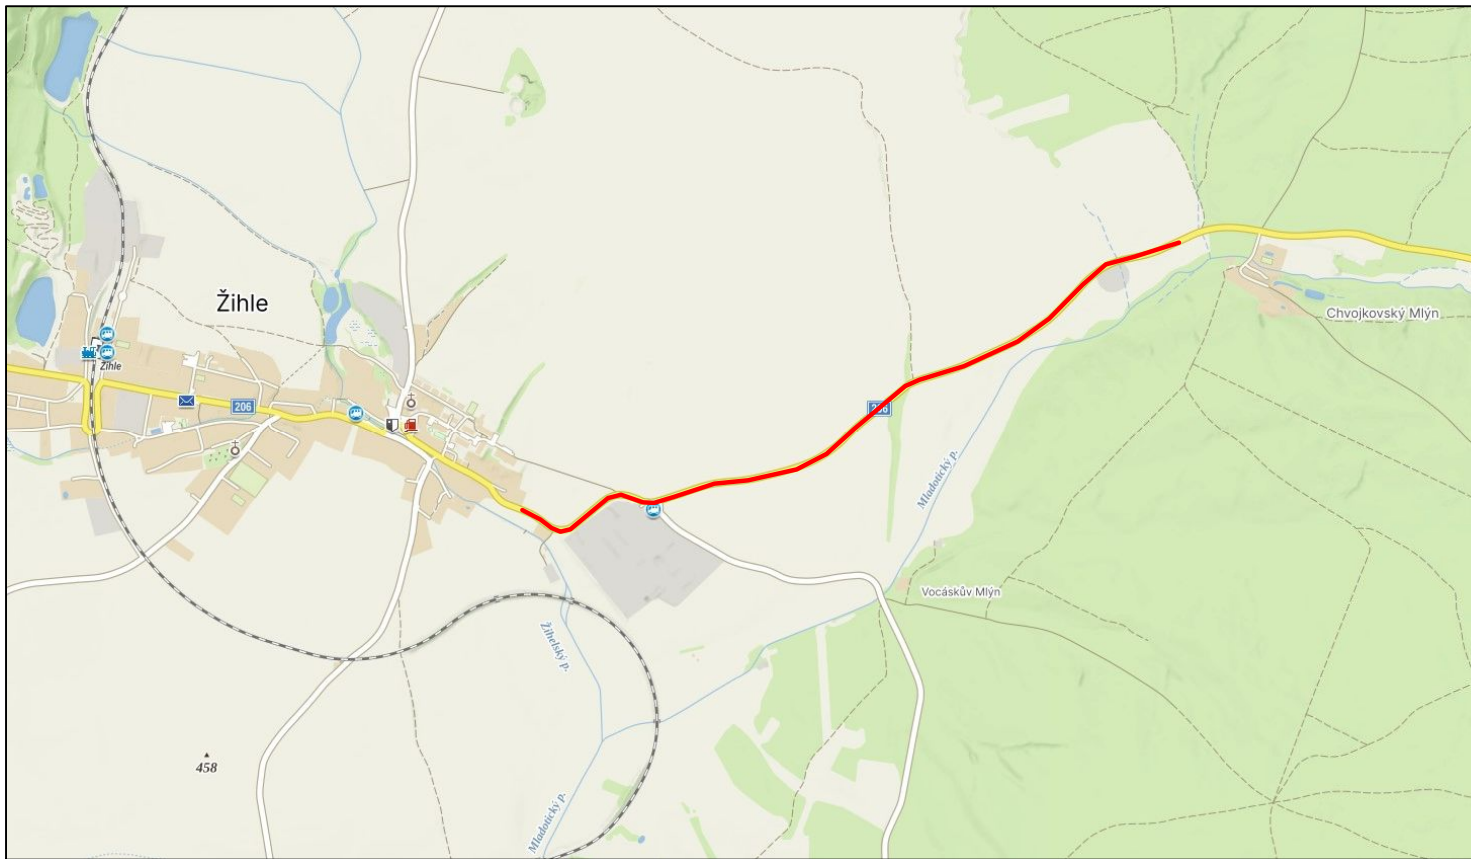 Žihle
Chvojkovský Mlýn
Žihle
206
206
Mladotický p.
Vocáskův Mlýn
Žihelský p.
458
Mladotický p.